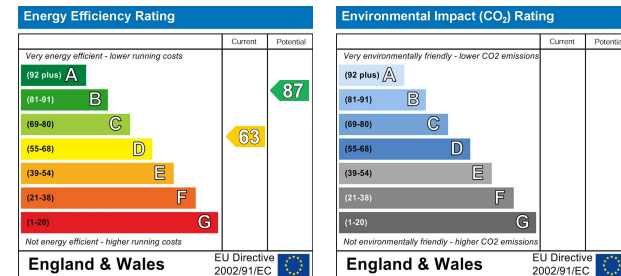 Energy Efficiency Rating
Current Potential
Very energy efficient - lower running costs
(92 plus) A
(81-91) B
(69-80) C
(55-68) D
(39-54) E
(21-38) F
(1-20) G
63
87
Not energy efficient - higher running costs
England & Wales
EU Directive
2002/91/EC
Environmental Impact (CO₂) Rating
Current Potentia
Very environmentally friendly - lower CO2 emissions
(92 plus) A
(81-91) B
(69-80) C
(55-68) D
(39-54) E
(21-38) F
(1-20) G
Not environmentally friendly - higher CO2 emissions
England & Wales
EU Directive
2002/91/EC